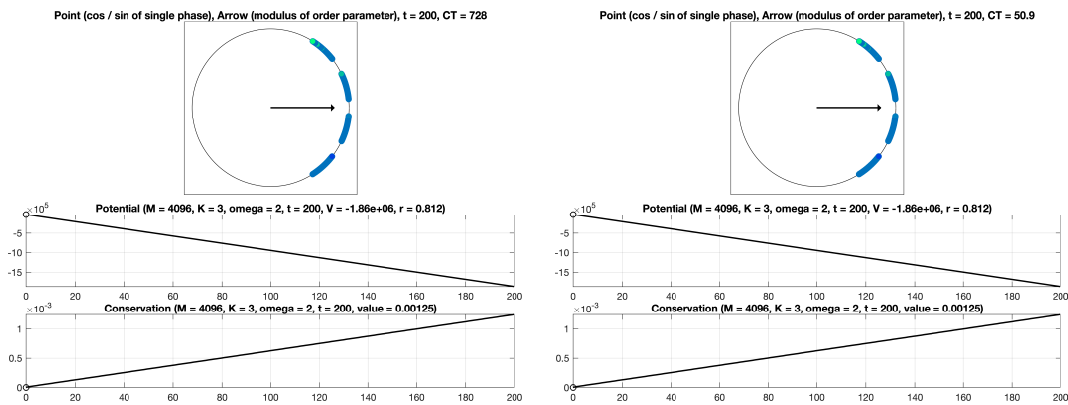 Point (cos / sin of single phase), Arrow (modulus of order parameter), t = 200, CT = 728
Potential (M = 4096, K = 3, omega = 2, t = 200, V = -1.86e+06, r = 0.812)
×10^5
-5
-10
-15
0 20 40 60 80 100 120 140 160 180 200
Conservation (M = 4096, K = 3, omega = 2, t = 200, value = 0.00125)
×10^-3
1
0.5
0
0 20 40 60 80 100 120 140 160 180 200
Point (cos / sin of single phase), Arrow (modulus of order parameter), t = 200, CT = 50.9
Potential (M = 4096, K = 3, omega = 2, t = 200, V = -1.86e+06, r = 0.812)
×10^5
-5
-10
-15
0 20 40 60 80 100 120 140 160 180 200
Conservation (M = 4096, K = 3, omega = 2, t = 200, value = 0.00125)
×10^-3
1
0.5
0
0 20 40 60 80 100 120 140 160 180 200